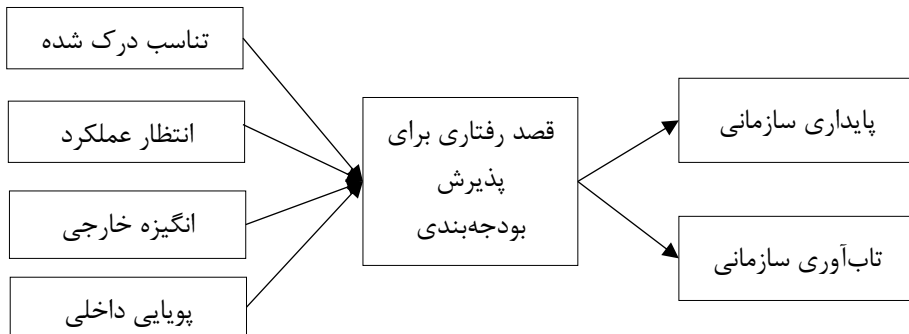 تناسب درک شده
انتظار عملکرد
انگیزه خارجی
پویایی داخلی
قصد رفتاری برای
پذیرش
بودجه‌بندی
پایداری سازمانی
تاب‌آوری سازمانی